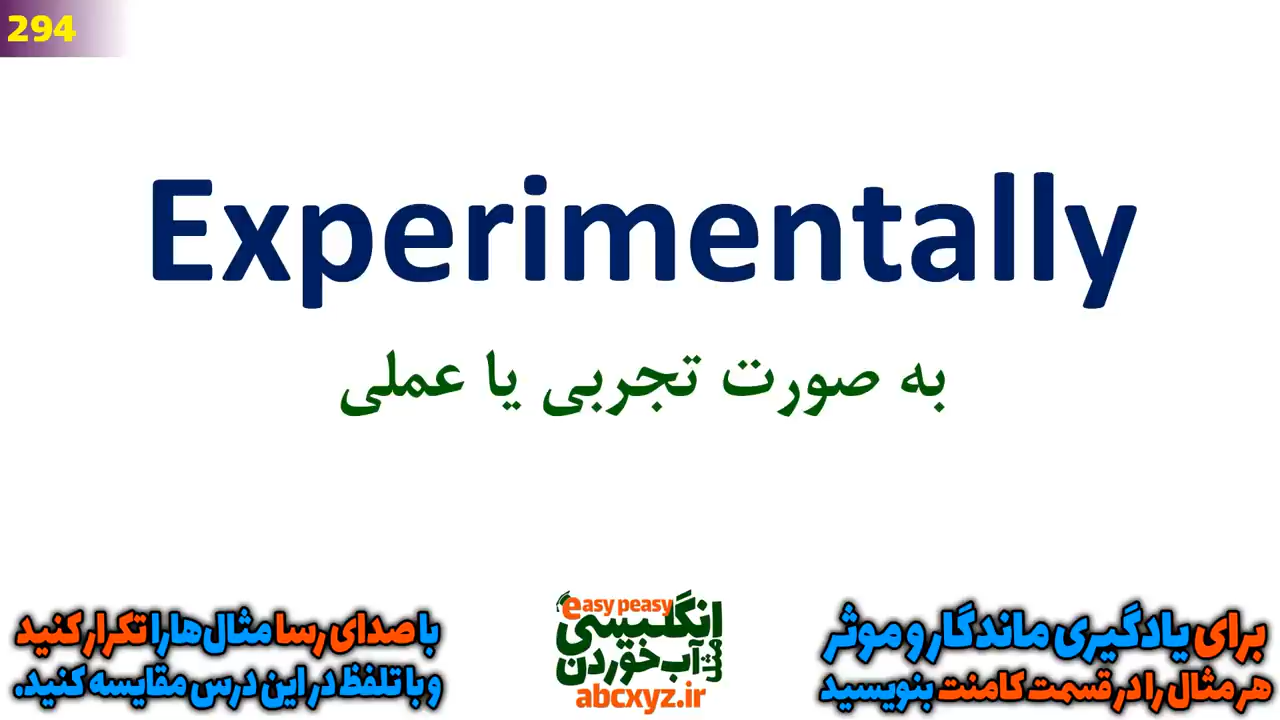 294
Experimentally
به صورت تجربی یا عملی
برای یادگیری ماندگار و موثر
هر مثال را در قسمت کامنت بنویسید
easy peasy
انگلیسی
مثل
آب خوردن
abcxyz.ir
با صدای رسا مثال‌ها را تکرار کنید
و با تلفظ در این درس مقایسه کنید.